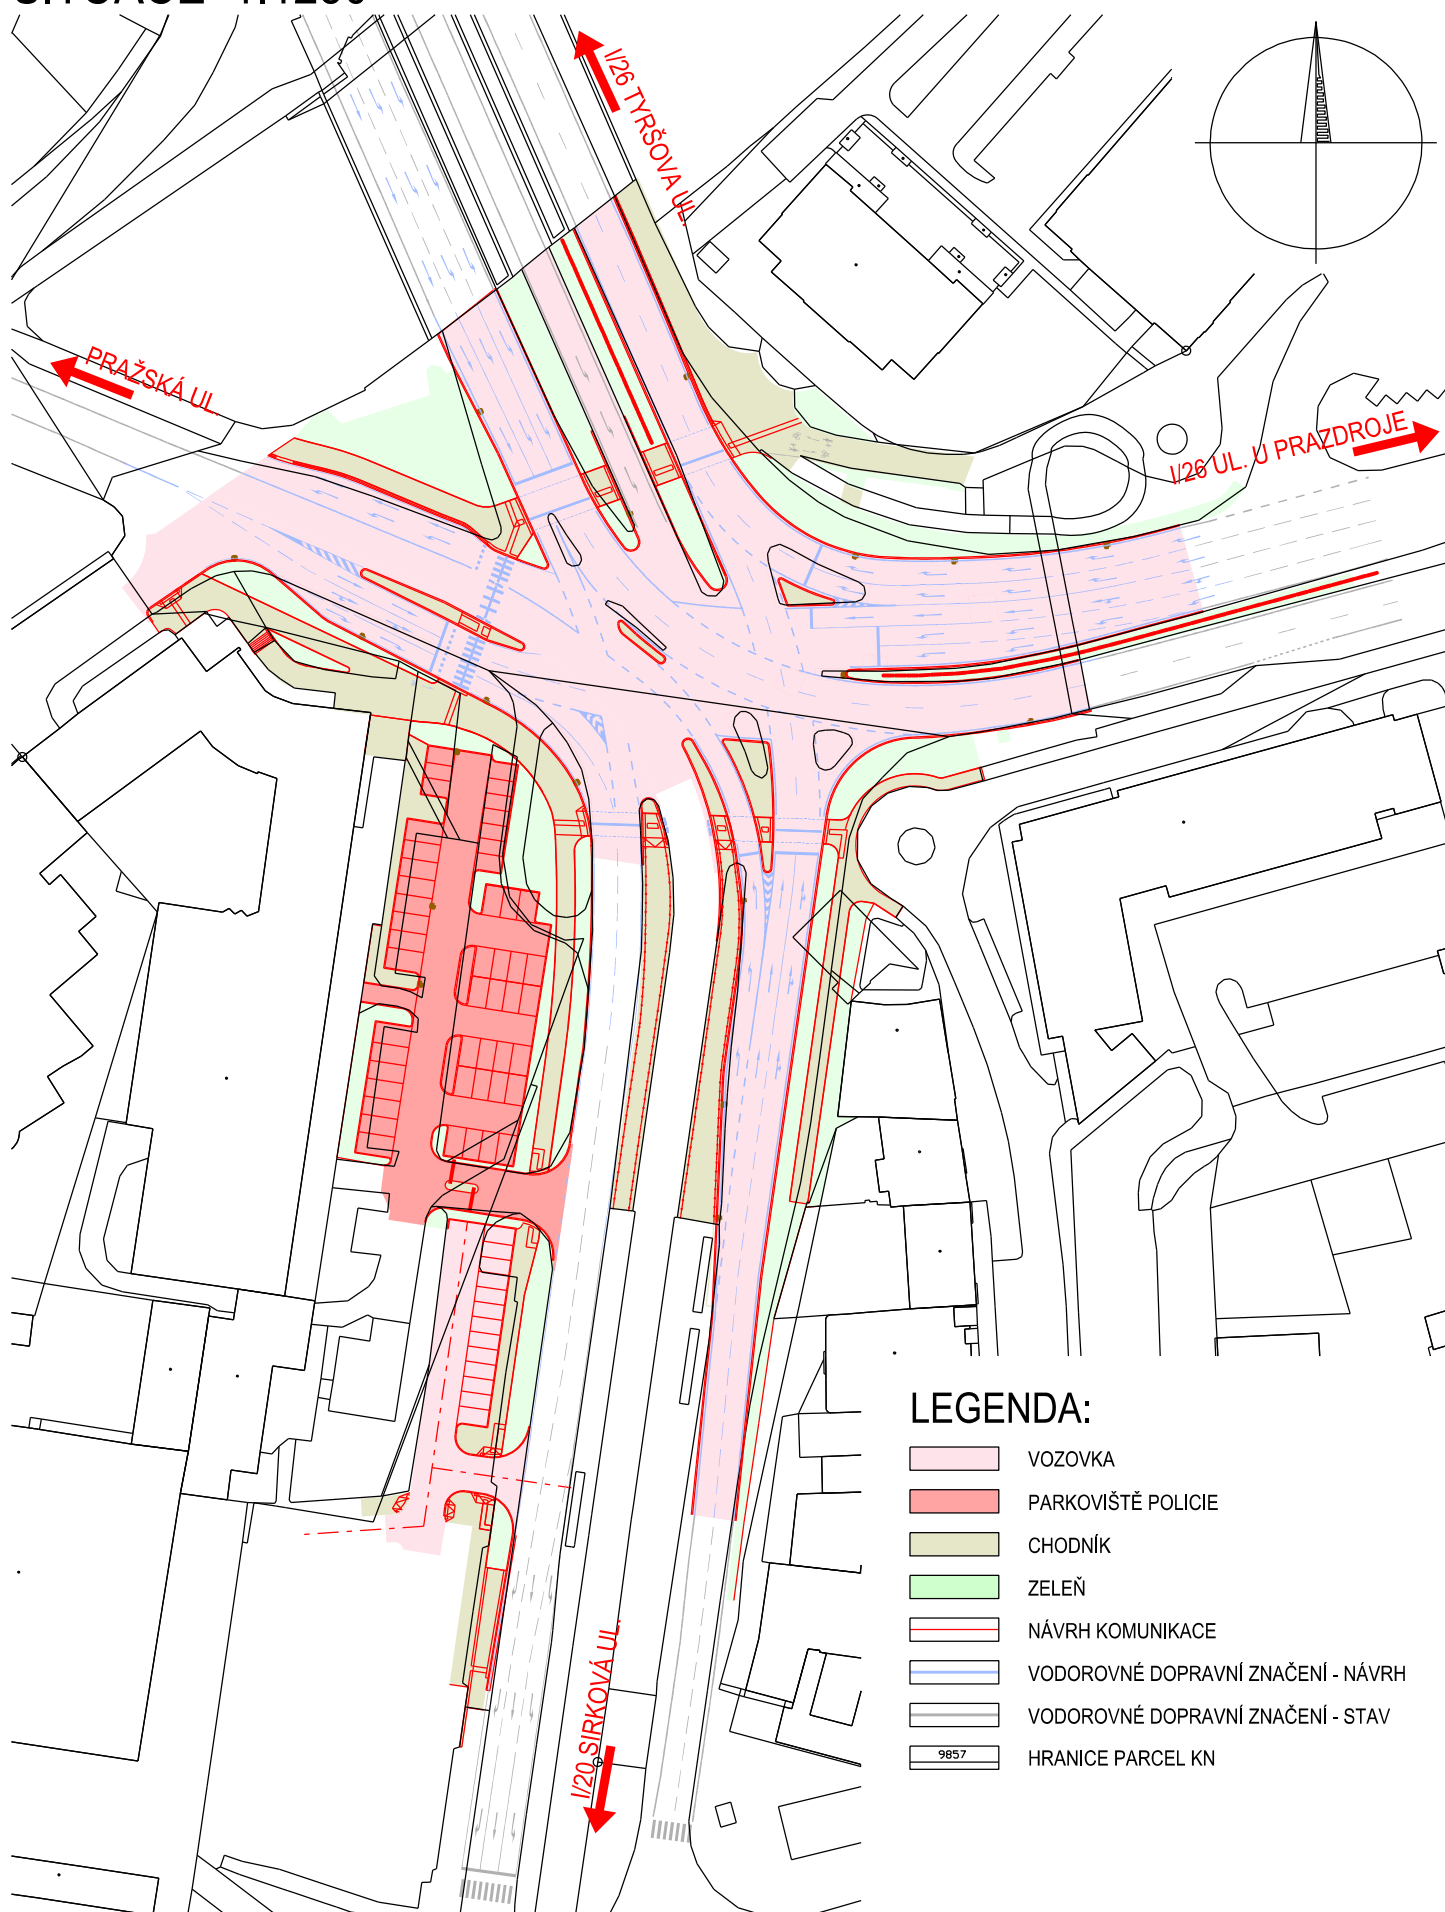 I/26 TYRŠOVA UL.
PRAŽSKÁ UL.
I/26 UL. U PRAZDROJE
I/20 SIRKOVÁ UL.
LEGENDA:
VOZOVKA
PARKOVIŠTĚ POLICIE
CHODNÍK
ZELEŇ
NÁVRH KOMUNIKACE
VODOROVNÉ DOPRAVNÍ ZNAČENÍ - NÁVRH
VODOROVNÉ DOPRAVNÍ ZNAČENÍ - STAV
9857 HRANICE PARCEL KN